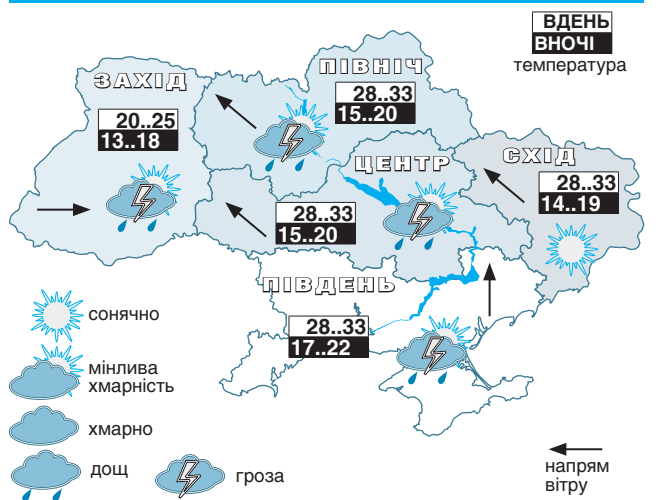 ВДЕНЬ
ВНОЧІ
температура
ЗАХІД
20..25
13..18
ПІВНІЧ
28..33
15..20
ЦЕНТР
28..33
15..20
СХІД
28..33
14..19
ПІВДЕНЬ
28..33
17..22
сонячно
мінлива
хмарність
хмарно
дощ
гроза
напрям
вітру